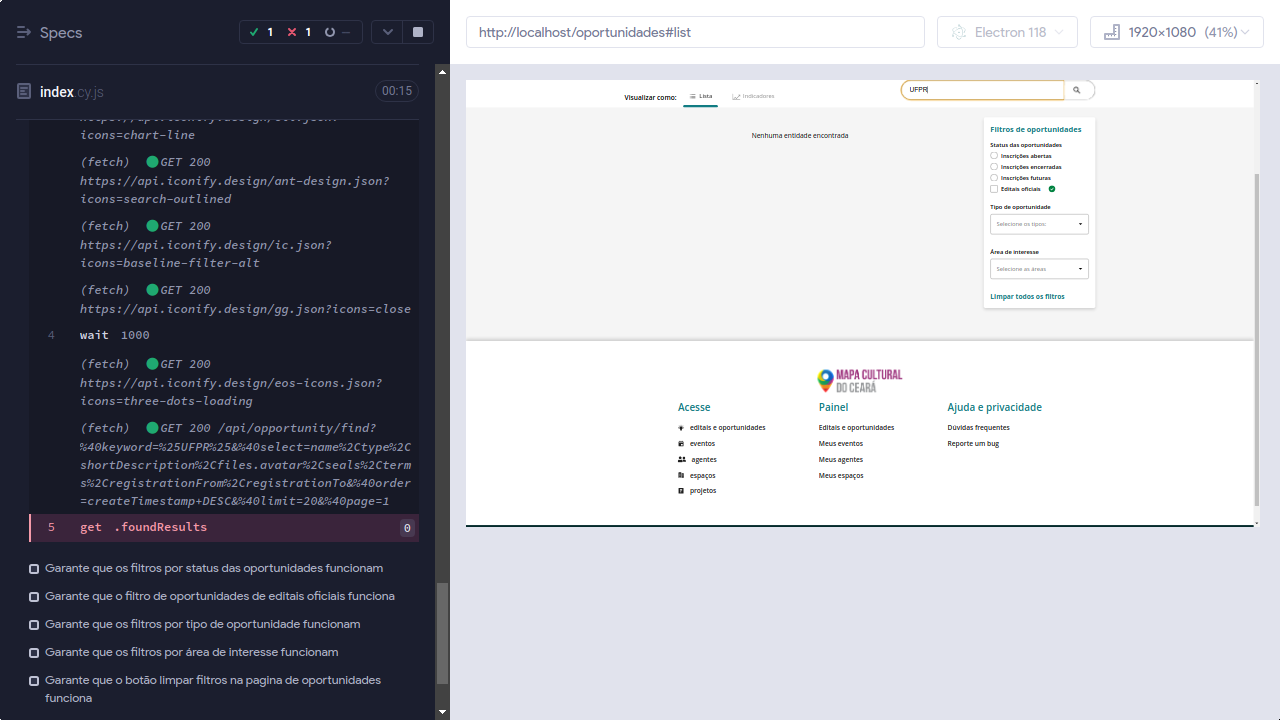 Specs
1
1
--
index.cy.js
00:15
icons=chart-line
(fetch) GET 200
https://api.iconify.design/ant-design.json?
icons=search-outlined
(fetch) GET 200
https://api.iconify.design/ic.json?
icons=baseline-filter-alt
(fetch) GET 200
https://api.iconify.design/gg.json?icons=close
4 wait 1000
(fetch) GET 200
https://api.iconify.design/eos-icons.json?
icons=three-dots-loading
(fetch) GET 200 /api/opportunity/find?
%40keyword=%25UFPR%25&%40select=name%2Ctype%2C
shortDescription%2Cfiles.avatar%2Cseals%2Cterm
s%2CregistrationFrom%2CregistrationTo&%40order
=createTimestamp+DESC&%40limit=20&%40page=1
5 get .foundResults 0
Garante que os filtros por status das oportunidades funcionam
Garante que o filtro de oportunidades de editais oficiais funciona
Garante que os filtros por tipo de oportunidade funcionam
Garante que os filtros por área de interesse funcionam
Garante que o botão limpar filtros na pagina de oportunidades
funciona
http://localhost/oportunidades#list
Electron 118
1920×1080 (41%)
Visualizar como:
Lista
Indicadores
UFPR
Nenhuma entidade encontrada
Filtros de oportunidades
Status das oportunidades
Inscrições abertas
Inscrições encerradas
Inscrições futuras
Editais oficiais
Tipo de oportunidade
Selecione os tipos:
Área de interesse
Selecione as áreas
Limpar todos os filtros
MAPA CULTURAL
DO CEARÁ
Acesse
editais e oportunidades
eventos
agentes
espaços
projetos
Painel
Editais e oportunidades
Meus eventos
Meus agentes
Meus espaços
Ajuda e privacidade
Dúvidas frequentes
Reporte um bug